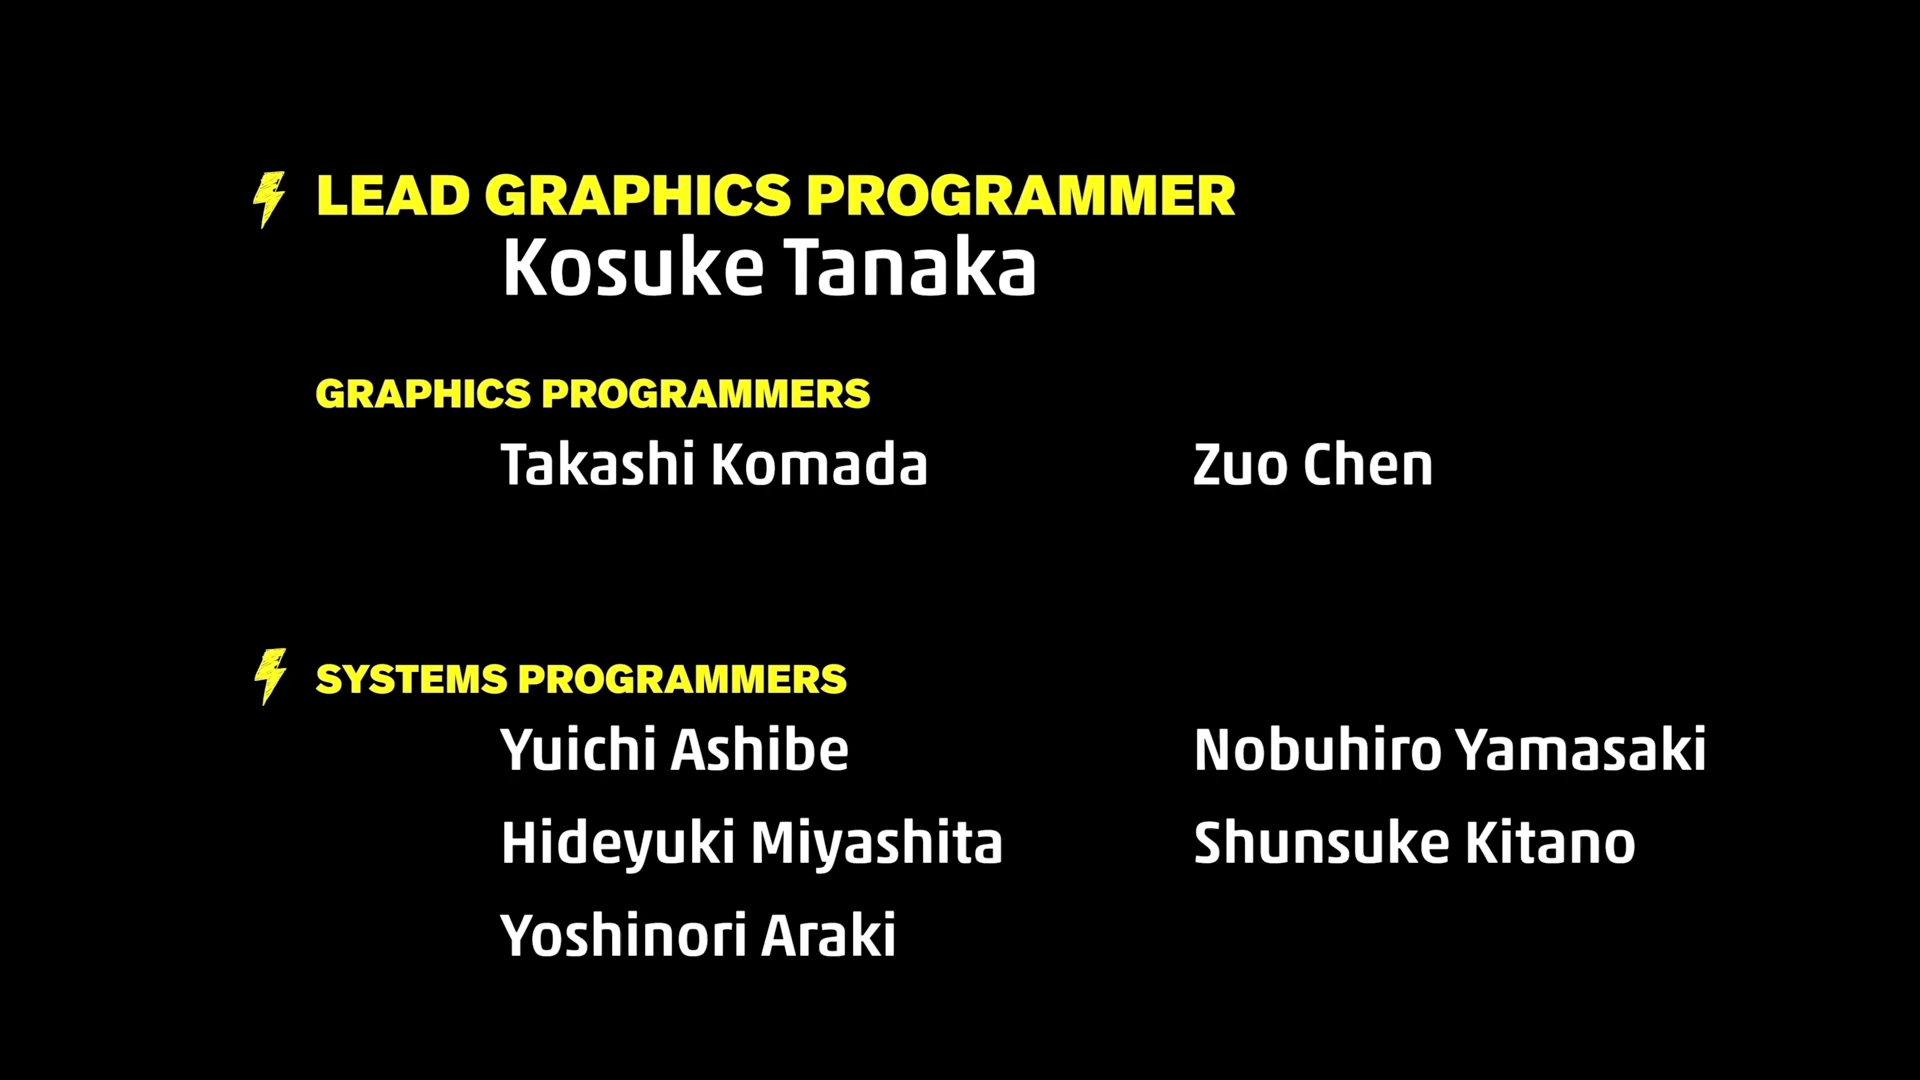 LEAD GRAPHICS PROGRAMMER
Kosuke Tanaka
GRAPHICS PROGRAMMERS
Takashi Komada Zuo Chen
SYSTEMS PROGRAMMERS
Yuichi Ashibe Nobuhiro Yamasaki
Hideyuki Miyashita Shunsuke Kitano
Yoshinori Araki